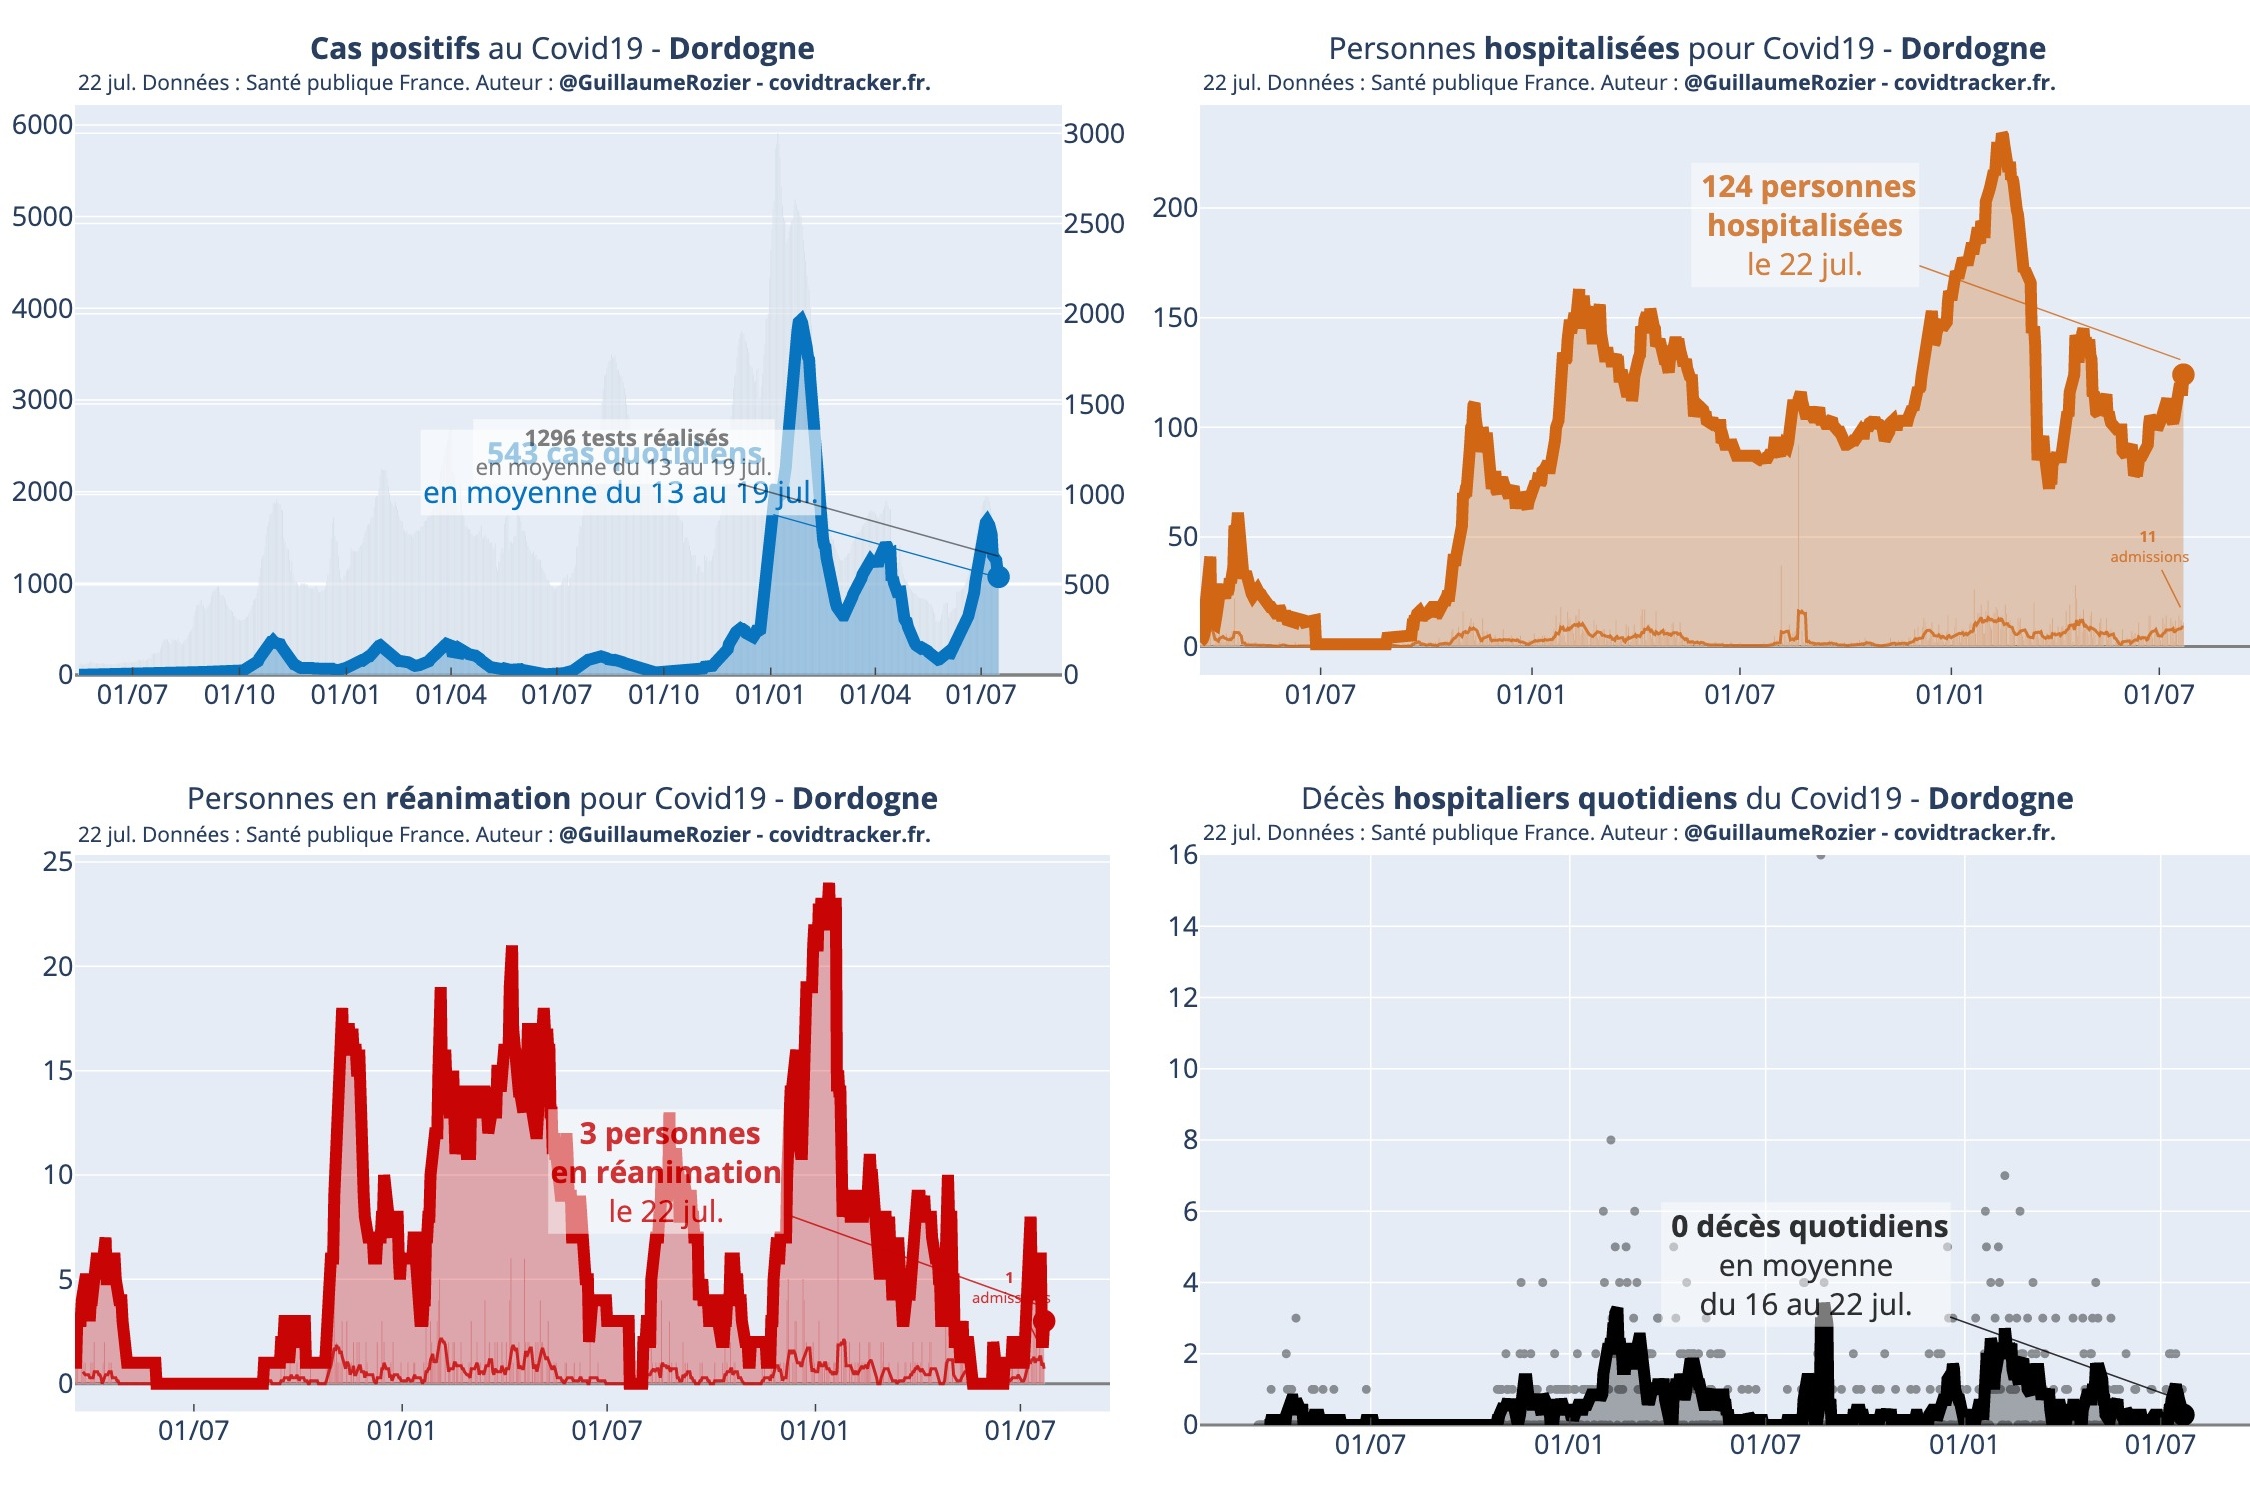 Cas positifs au Covid19 - Dordogne
22 jul. Données : Santé publique France. Auteur : @GuillaumeRozier - covidtracker.fr.
6000
5000
4000
3000
2000
1000
0
3000
2500
2000
1500
1000
500
0
1296 tests réalisés
en moyenne du 13 au 19 jul.
543 cas quotidiens
en moyenne du 13 au 19 jul.
01/07 01/10 01/01 01/04 01/07 01/10 01/01 01/04 01/07
Personnes hospitalisées pour Covid19 - Dordogne
22 jul. Données : Santé publique France. Auteur : @GuillaumeRozier - covidtracker.fr.
200
150
100
50
0
124 personnes
hospitalisées
le 22 jul.
11
admissions
01/07 01/01 01/07 01/01 01/07
Personnes en réanimation pour Covid19 - Dordogne
22 jul. Données : Santé publique France. Auteur : @GuillaumeRozier - covidtracker.fr.
25
20
15
10
5
0
3 personnes
en réanimation
le 22 jul.
1
admissions
01/07 01/01 01/07 01/01 01/07
Décès hospitaliers quotidiens du Covid19 - Dordogne
22 jul. Données : Santé publique France. Auteur : @GuillaumeRozier - covidtracker.fr.
16
14
12
10
8
6
4
2
0
0 décès quotidiens
en moyenne
du 16 au 22 jul.
01/07 01/01 01/07 01/01 01/07